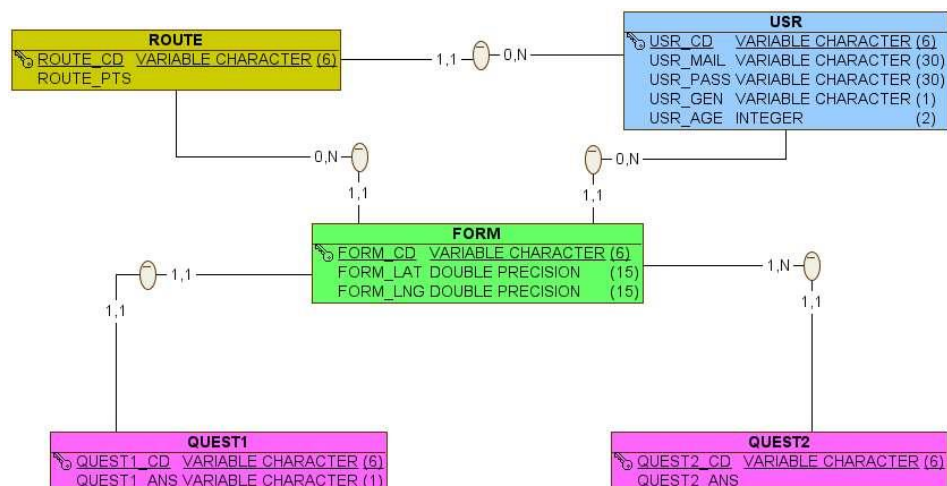 ROUTE
ROUTE_CD VARIABLE CHARACTER (6)
ROUTE_PTS
1,1
0,N
USR
USR_CD VARIABLE CHARACTER (6)
USR_MAIL VARIABLE CHARACTER (30)
USR_PASS VARIABLE CHARACTER (30)
USR_GEN VARIABLE CHARACTER (1)
USR_AGE INTEGER (2)
0,N
0,N
1,1
1,1
FORM
FORM_CD VARIABLE CHARACTER (6)
FORM_LAT DOUBLE PRECISION (15)
FORM_LNG DOUBLE PRECISION (15)
1,1
1,N
1,1
1,1
QUEST1
QUEST1_CD VARIABLE CHARACTER (6)
QUEST1_ANS VARIABLE CHARACTER (1)
QUEST2
QUEST2_CD VARIABLE CHARACTER (6)
QUEST2_ANS